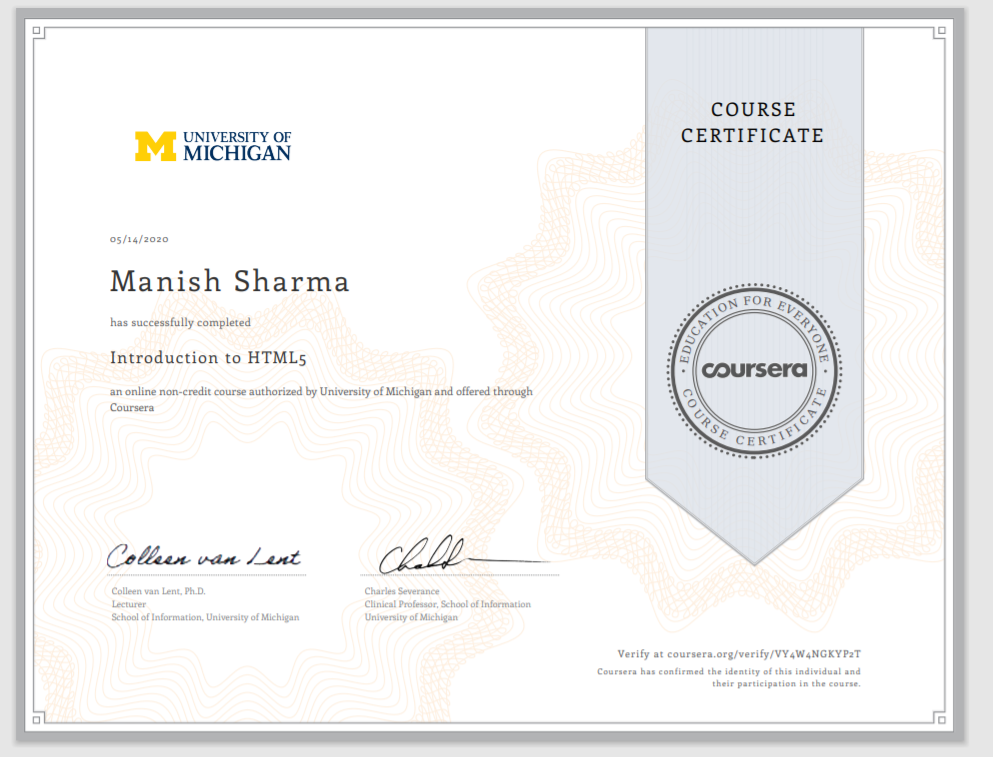 COURSE
CERTIFICATE
UNIVERSITY OF
MICHIGAN
05/14/2020
Manish Sharma
has successfully completed
Introduction to HTML5
an online non-credit course authorized by University of Michigan and offered through
Coursera
EDUCATION FOR EVERYONE
coursera
COURSE CERTIFICATE
Colleen van Lent
Colleen van Lent, Ph.D.
Lecturer
School of Information, University of Michigan
Charles Severance
Clinical Professor, School of Information
University of Michigan
Verify at coursera.org/verify/VY4W4NGKYP2T
Coursera has confirmed the identity of this individual and
their participation in the course.